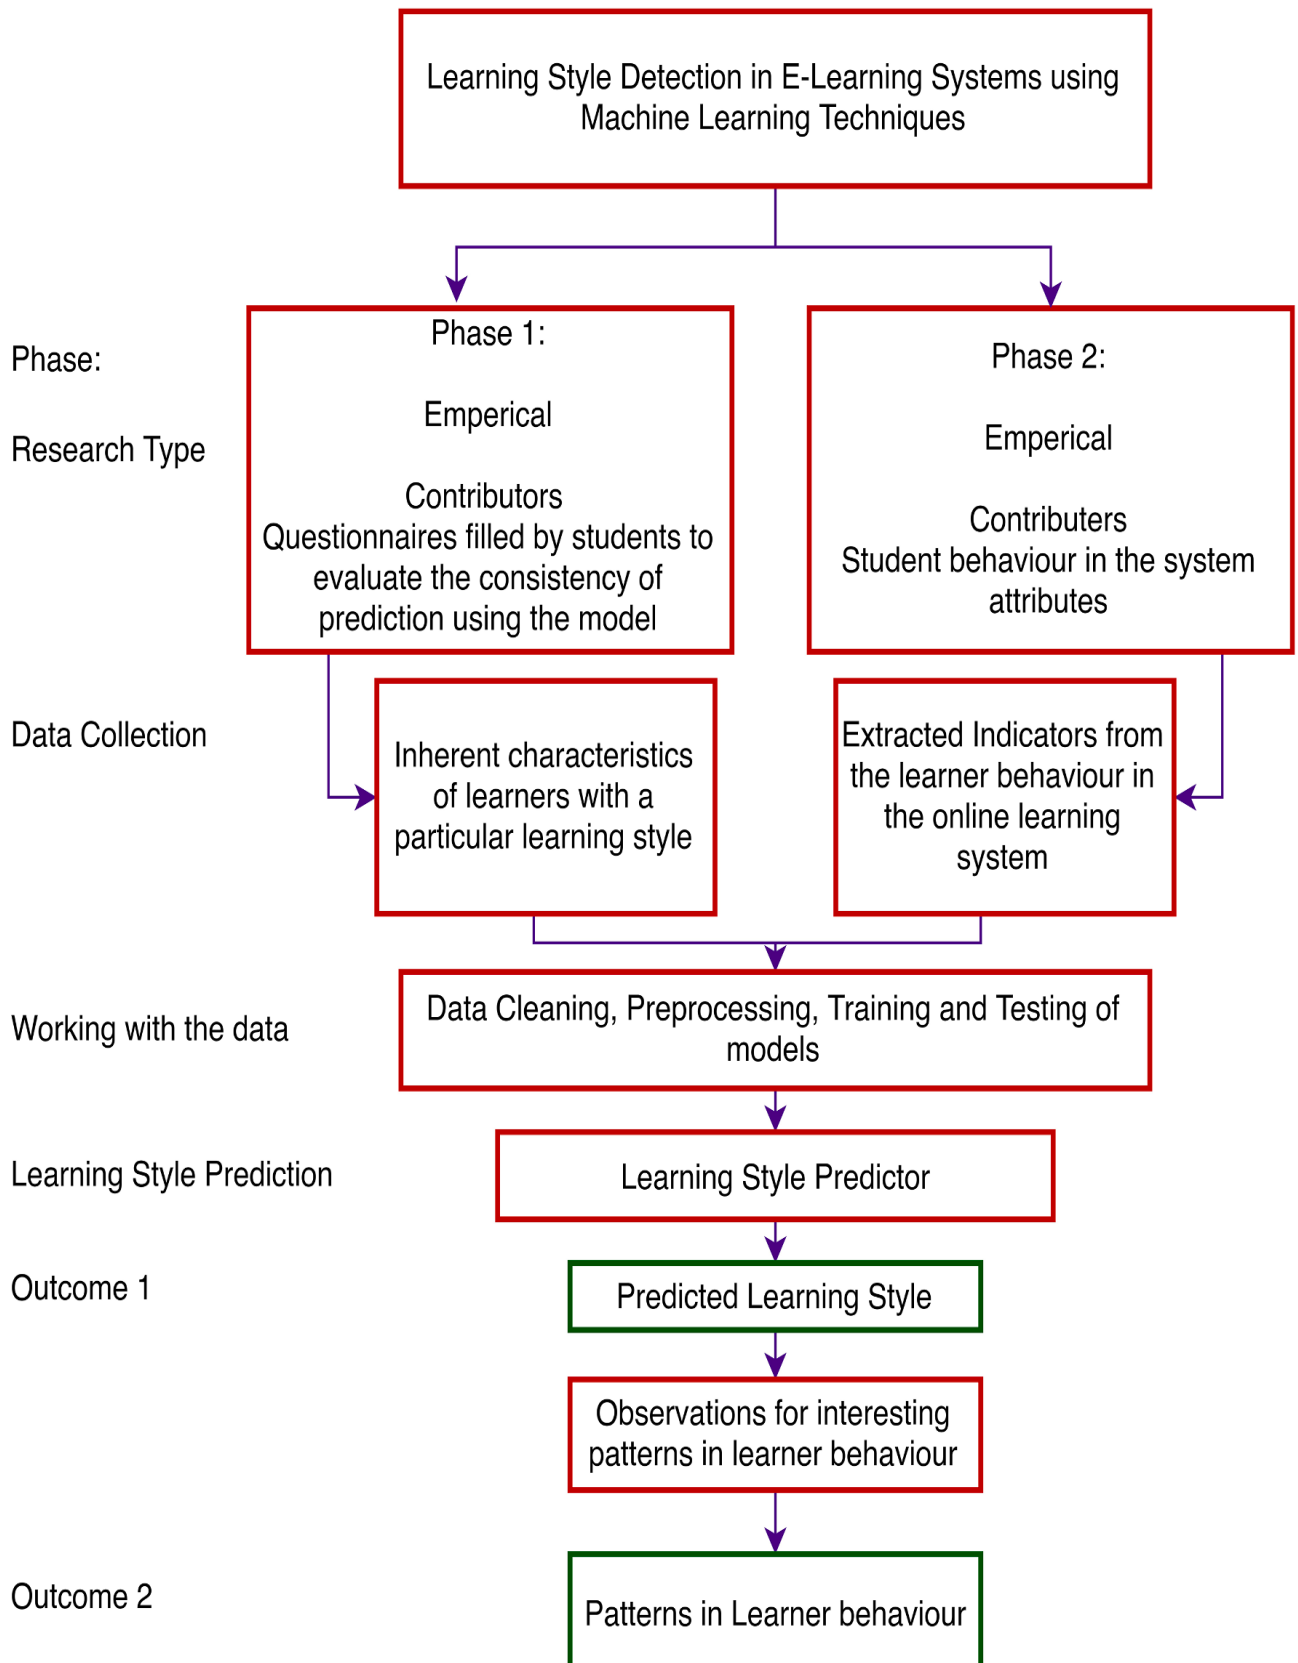 Learning Style Detection in E-Learning Systems using
Machine Learning Techniques
Phase:
Research Type
Phase 1:
Emperical
Contributors
Questionnaires filled by students to
evaluate the consistency of
prediction using the model
Phase 2:
Emperical
Contributers
Student behaviour in the system
attributes
Data Collection
Inherent characteristics
of learners with a
particular learning style
Extracted Indicators from
the learner behaviour in
the online learning
system
Working with the data
Data Cleaning, Preprocessing, Training and Testing of
models
Learning Style Prediction
Learning Style Predictor
Outcome 1
Predicted Learning Style
Observations for interesting
patterns in learner behaviour
Outcome 2
Patterns in Learner behaviour